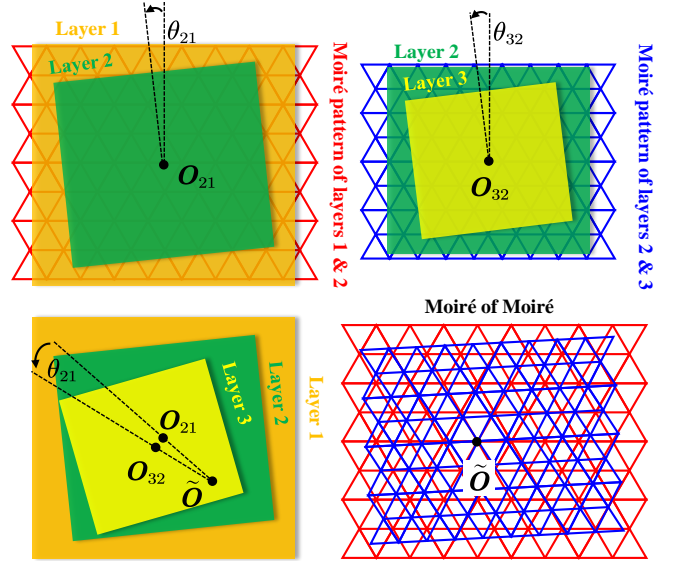 Layer 1
Layer 2
θ₂₁
O₂₁
Moiré pattern of layers 1 & 2
Layer 2
Layer 3
θ₃₂
O₃₂
Moiré pattern of layers 2 & 3
θ₂₁
O₂₁
O₃₂
Õ
Layer 3
Layer 2
Layer 1
Moiré of Moiré
Õ